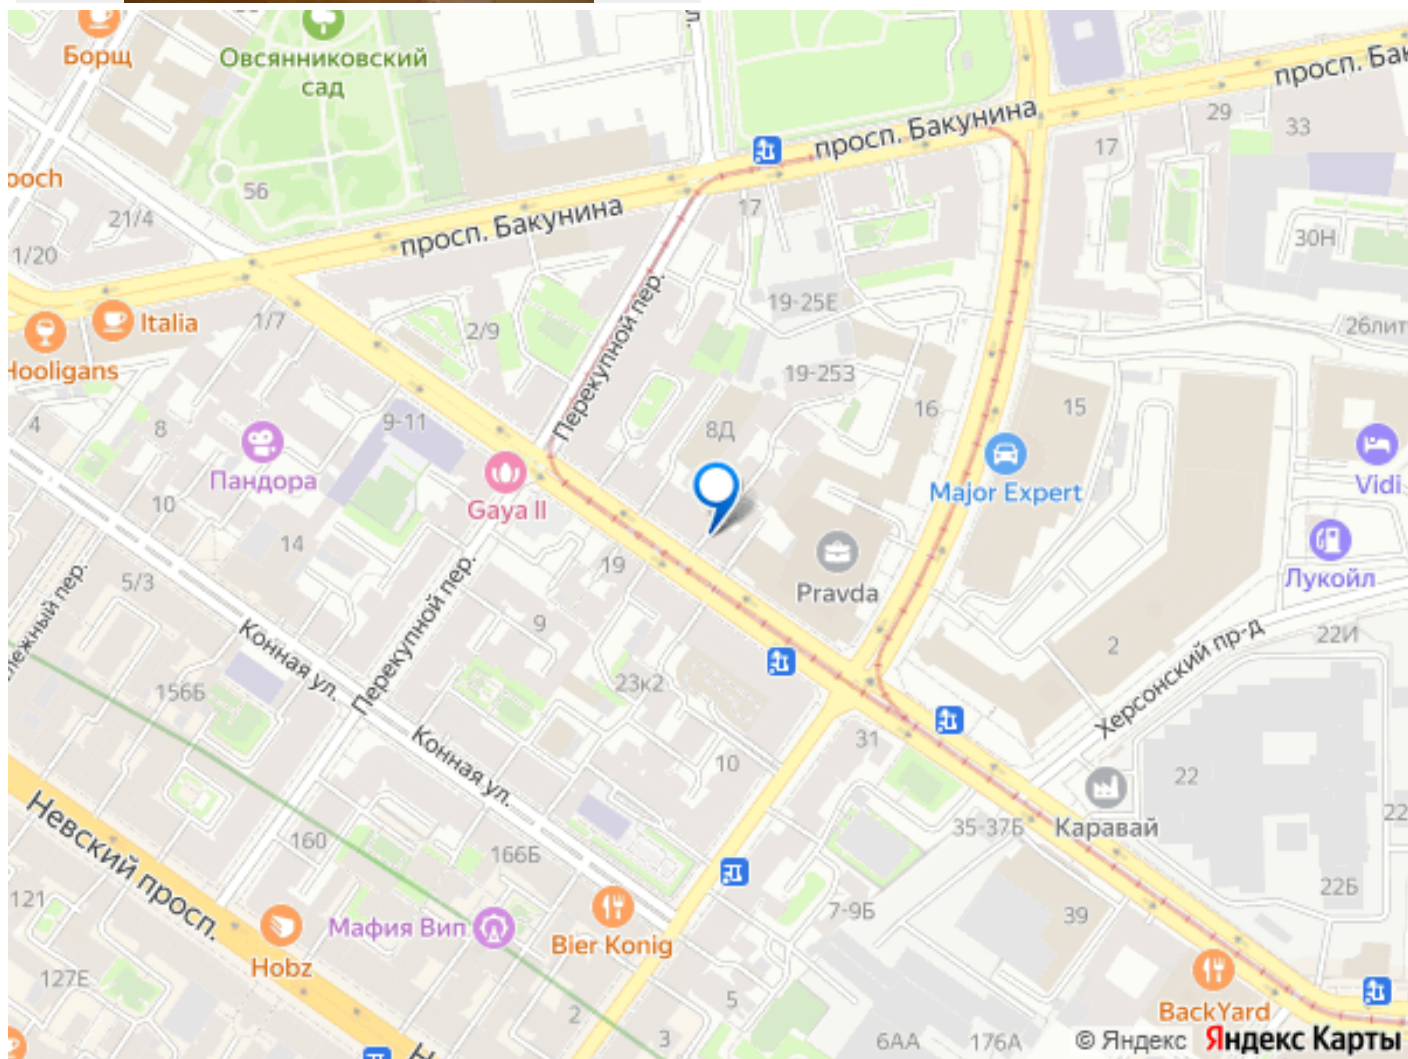 Борщ
Овсянниковский
сад
просп. Бак
просп. Бакунина
29
33
17
ooch
56
21/4
17
просп. Бакунина
1/20
30Н
Italia
1/7
2/9
Перекупной пер.
19-25Е
26лит
Hooligans
19-253
4
8
9-11
8Д
16
15
Пандора
Gaya II
Major Expert
Vidi
10
14
19
Pravda
Лукойл
5/3
9
22И
ежный пер.
Конная ул.
Перекупной пер.
23к2
2
Херсонский пр-д
156Б
31
Конная ул.
10
22
Невский просп.
160
166Б
35-37Б
Каравай
22
121
22Б
Мафия Вип
Bier Konig
7-9Б
39
Hobz
127Е
BackYard
2
5
3
6АА
176А
© Яндекс
Яндекс Карты